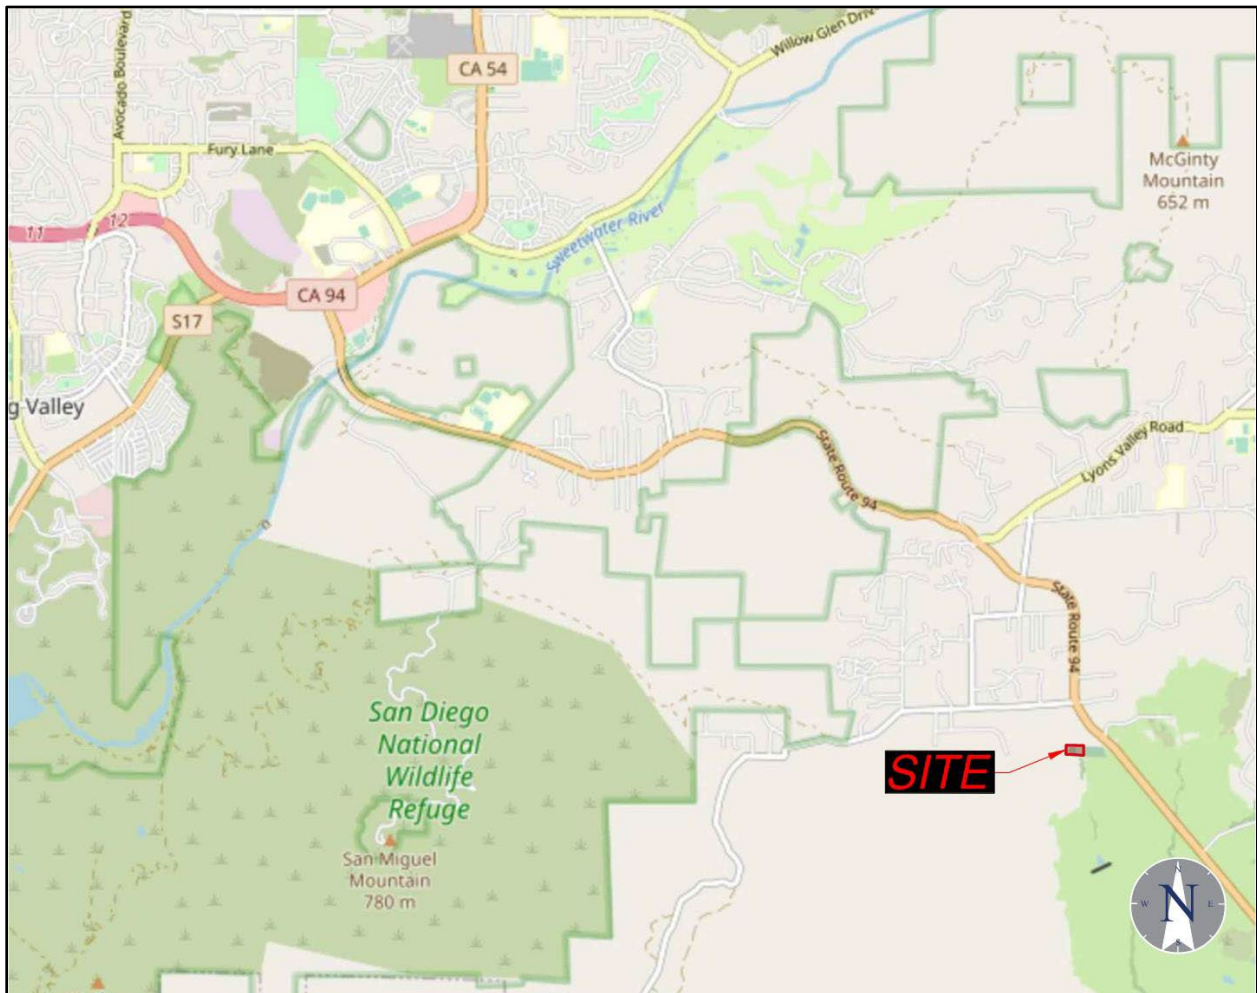 Willow Glen Driv
CA 54
Avocado Boulevard
Fury Lane
McGinty
Mountain
652 m
Sweetwater River
11
12
CA 94
S17
g Valley
State Route 94
Lyons Valley Road
State Route 94
San Diego
National
Wildlife
Refuge
SITE
San Miguel
Mountain
780 m
N
W
E
S